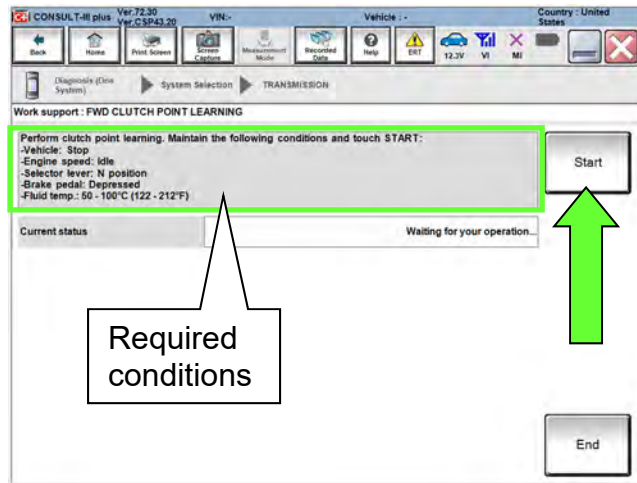 CONSULT-III plus Ver.72.30 VIN:- Vehicle : - Country : United
Ver.CSP43.20 States
Back Home Print Screen Screen Capture Measurement Mode Recorded Data Help ERT 12.3V VI MI
Diagnosis (One System) System Selection TRANSMISSION
Work support : FWD CLUTCH POINT LEARNING
Perform clutch point learning. Maintain the following conditions and touch START:
-Vehicle: Stop
-Engine speed: Idle
-Selector lever: N position
-Brake pedal: Depressed
-Fluid temp.: 50 - 100°C (122 - 212°F)
Start
Current status Waiting for your operation...
Required
conditions
End